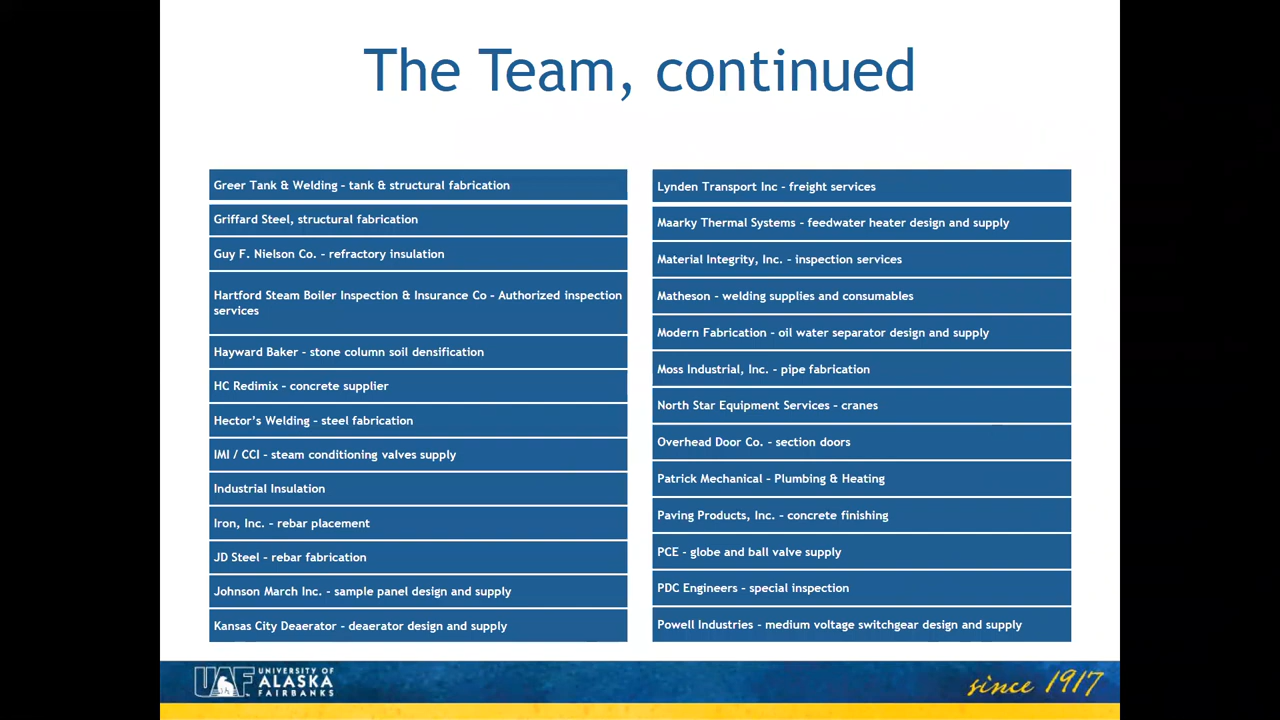 The Team, continued
Greer Tank & Welding – tank & structural fabrication
Griffard Steel, structural fabrication
Guy F. Nielson Co. – refractory insulation
Hartford Steam Boiler Inspection & Insurance Co – Authorized inspection
services
Hayward Baker – stone column soil densification
HC Redimix – concrete supplier
Hector's Welding – steel fabrication
IMI / CCI – steam conditioning valves supply
Industrial Insulation
Iron, Inc. – rebar placement
JD Steel – rebar fabrication
Johnson March Inc. – sample panel design and supply
Kansas City Deaerator – deaerator design and supply
Lynden Transport Inc – freight services
Maarky Thermal Systems – feedwater heater design and supply
Material Integrity, Inc. – inspection services
Matheson – welding supplies and consumables
Modern Fabrication – oil water separator design and supply
Moss Industrial, Inc. – pipe fabrication
North Star Equipment Services – cranes
Overhead Door Co. – section doors
Patrick Mechanical – Plumbing & Heating
Paving Products, Inc. – concrete finishing
PCE – globe and ball valve supply
PDC Engineers – special inspection
Powell Industries – medium voltage switchgear design and supply
UAF
UNIVERSITY OF
ALASKA
FAIRBANKS
since 1917